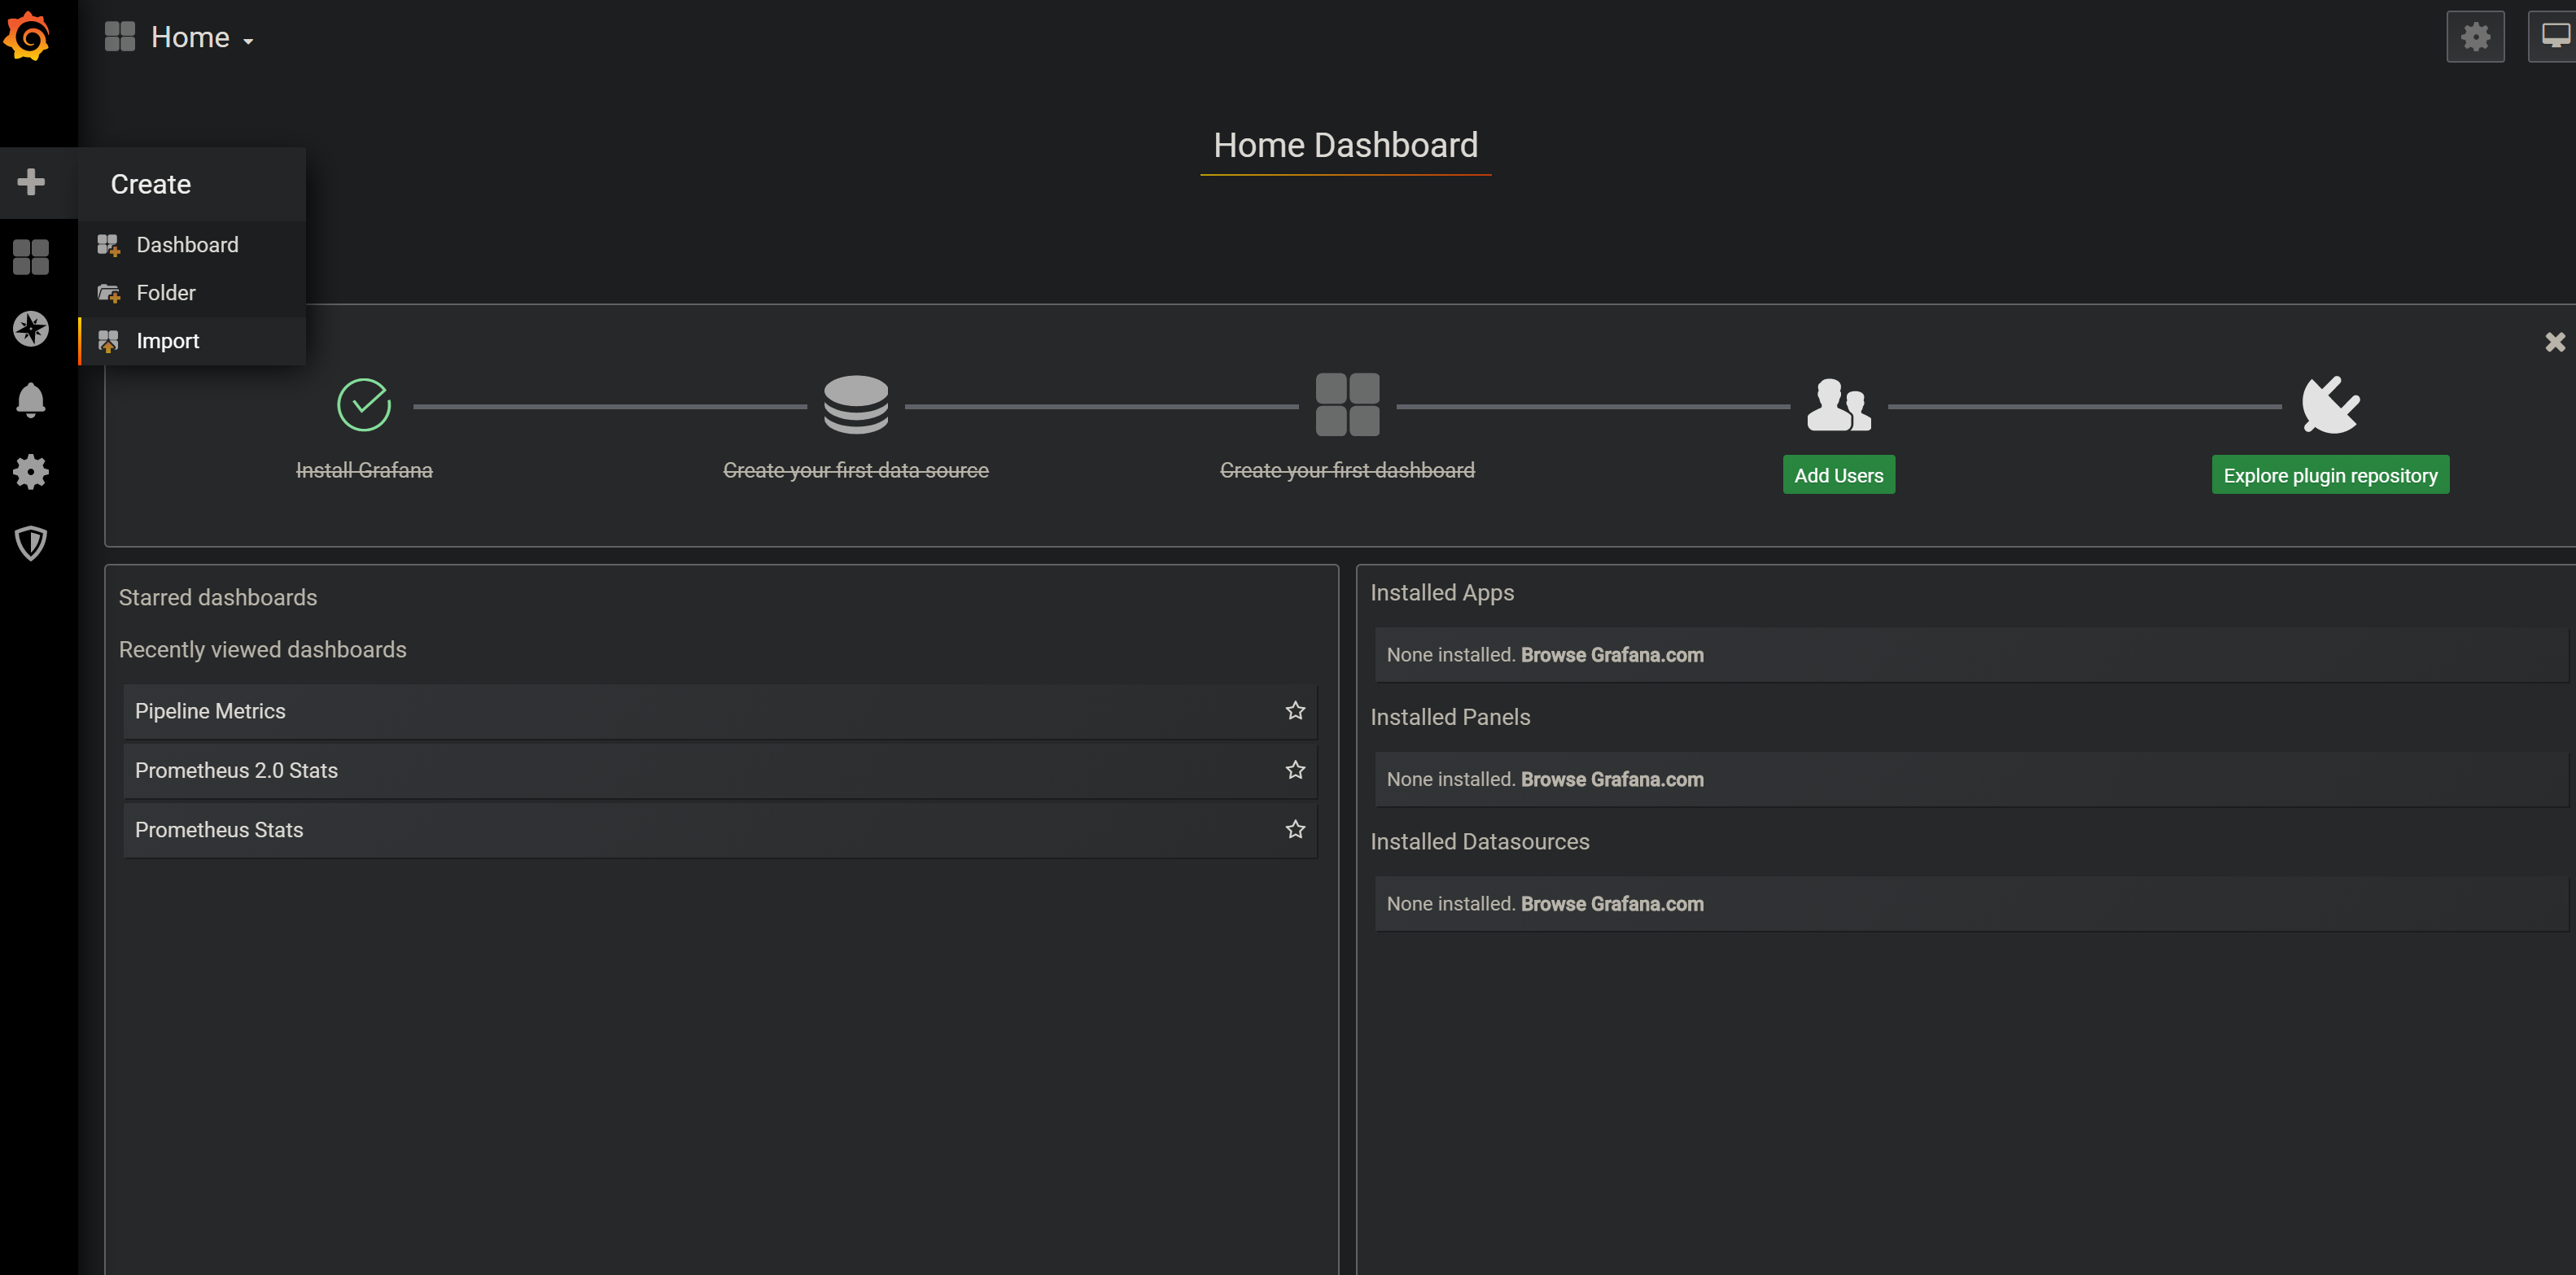 Home
Home Dashboard
Create
Dashboard
Folder
Import
Install Grafana
Create your first data source
Create your first dashboard
Add Users
Explore plugin repository
Starred dashboards
Recently viewed dashboards
Pipeline Metrics
Prometheus 2.0 Stats
Prometheus Stats
Installed Apps
None installed. Browse Grafana.com
Installed Panels
None installed. Browse Grafana.com
Installed Datasources
None installed. Browse Grafana.com